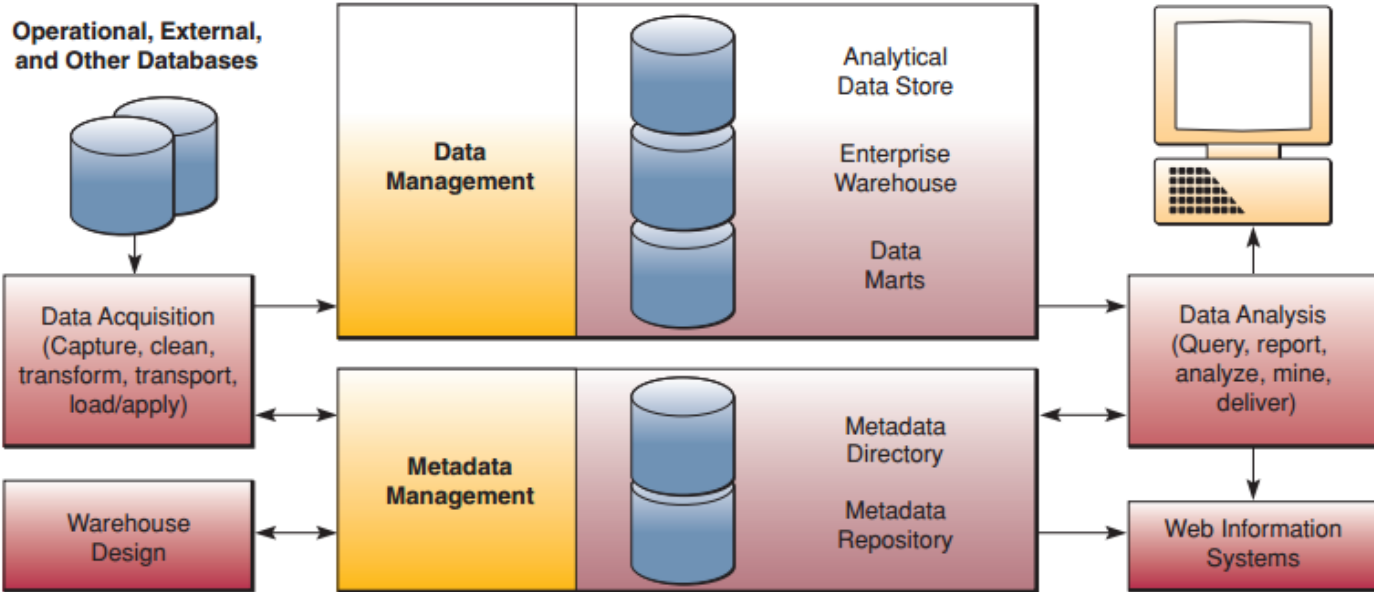 Operational, External,
and Other Databases
Data Acquisition
(Capture, clean,
transform, transport,
load/apply)
Warehouse
Design
Data
Management
Analytical
Data Store
Enterprise
Warehouse
Data
Marts
Metadata
Management
Metadata
Directory
Metadata
Repository
Data Analysis
(Query, report,
analyze, mine,
deliver)
Web Information
Systems